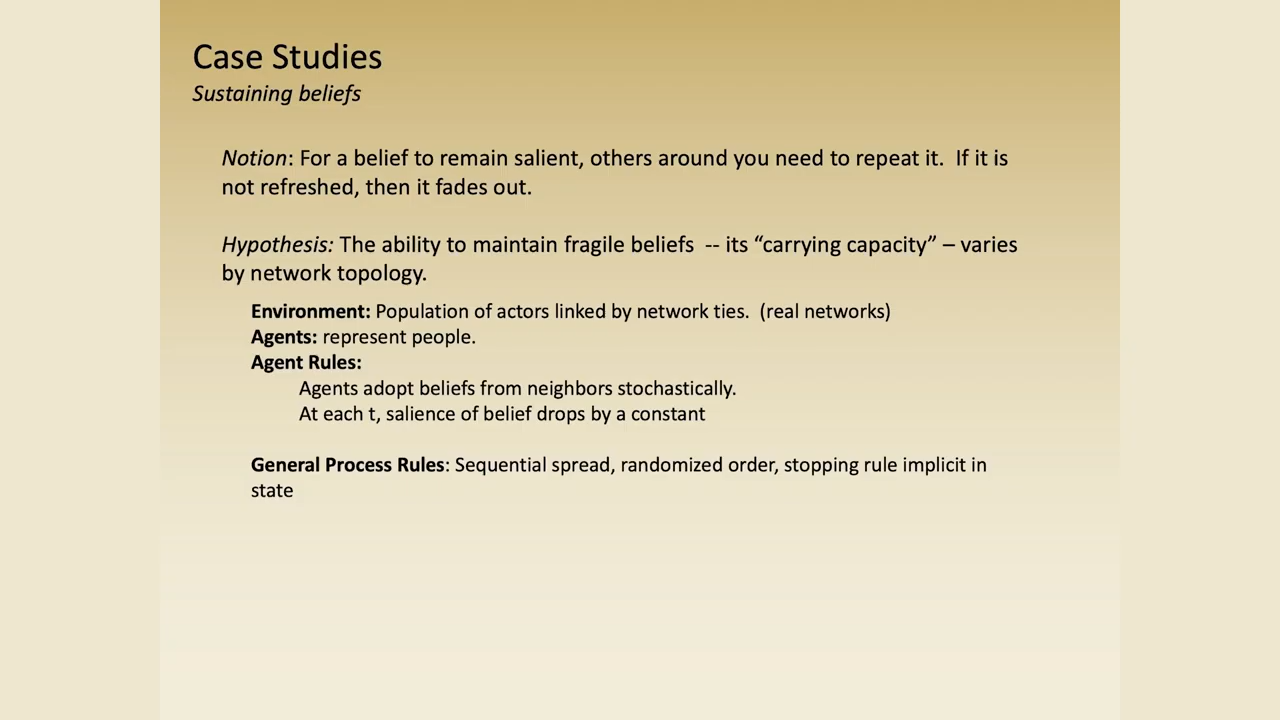 Case Studies
Sustaining beliefs
Notion: For a belief to remain salient, others around you need to repeat it.  If it is
not refreshed, then it fades out.
Hypothesis: The ability to maintain fragile beliefs  -- its “carrying capacity” – varies
by network topology.
Environment: Population of actors linked by network ties.  (real networks)
Agents: represent people.
Agent Rules:
Agents adopt beliefs from neighbors stochastically.
At each t, salience of belief drops by a constant
General Process Rules: Sequential spread, randomized order, stopping rule implicit in
state